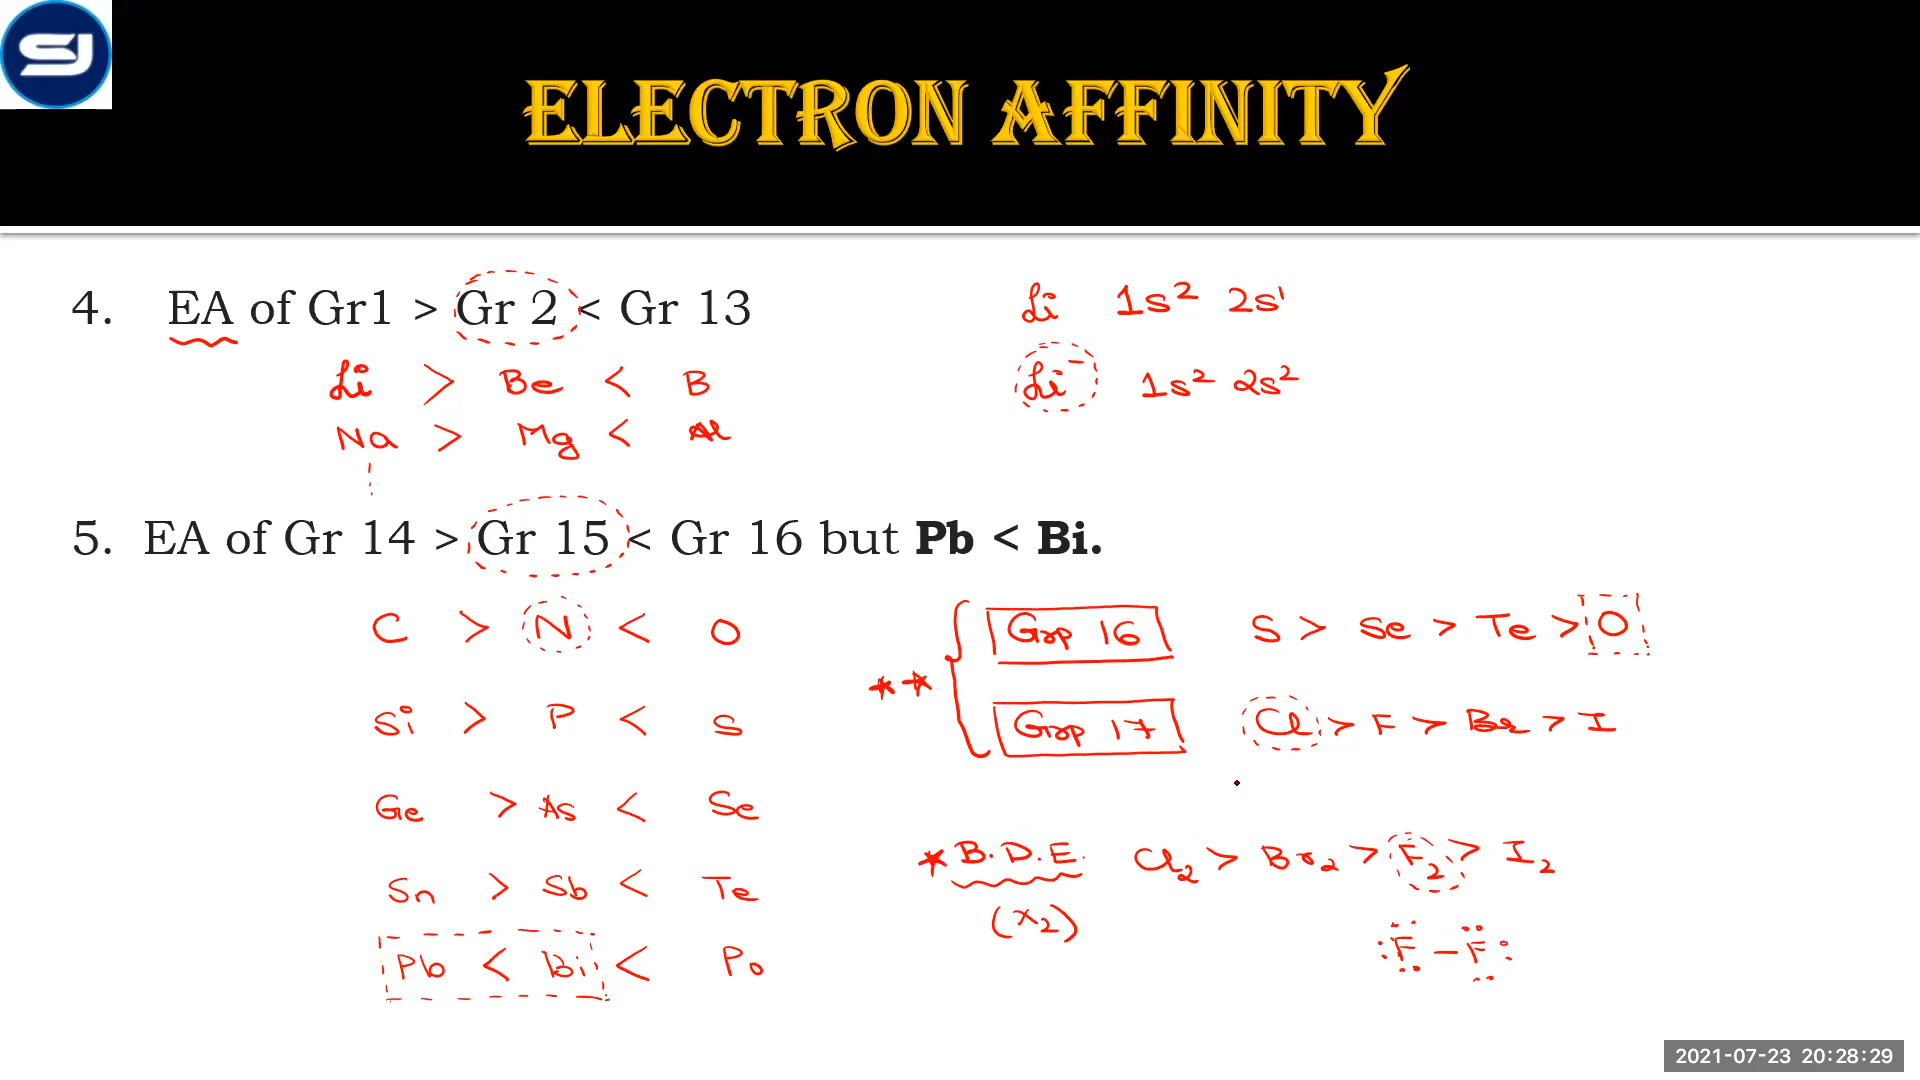 SJ
ELECTRON AFFINITY
4. EA of Gr1 > Gr 2 < Gr 13
Li > Be < B
Na > Mg < Al
Li 1s² 2s¹
Li⁻ 1s² 2s²
5. EA of Gr 14 > Gr 15 < Gr 16 but Pb < Bi.
C > N < O
Si > P < S
Ge > As < Se
Sn > Sb < Te
Pb < Bi < Po
** { Grp 16 S > Se > Te > O
Grp 17 Cl > F > Br > I
* B.D.E. Cl₂ > Br₂ > F₂ > I₂
(X₂)
:F̤̈ – F̤̈:
2021-07-23 20:28:29